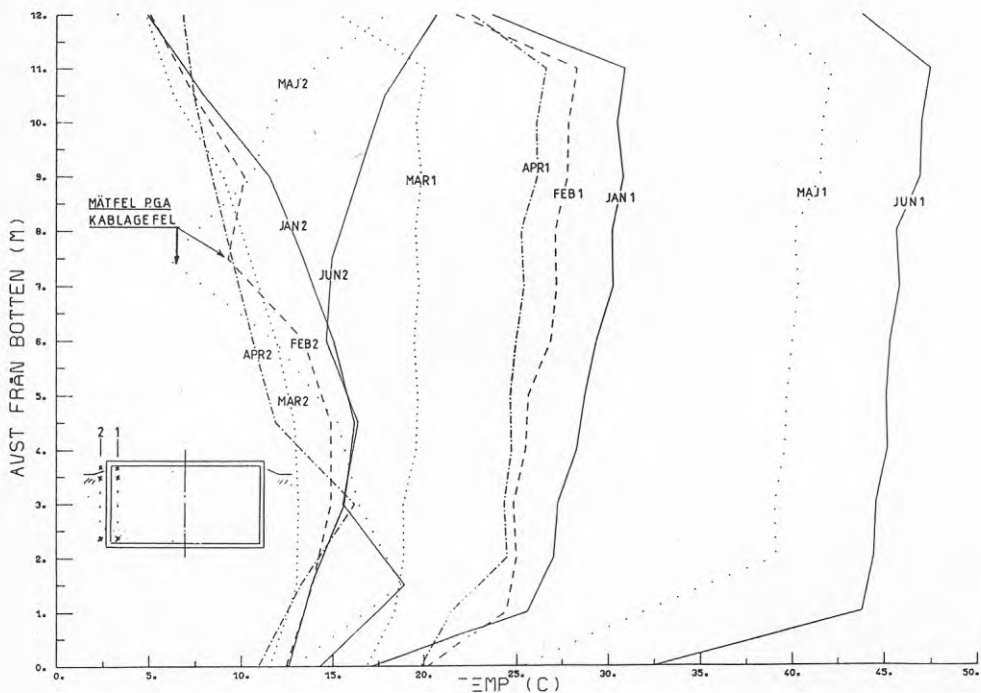 12.
11.
10.
9.
8.
7.
6.
5.
4.
3.
2.
1.
0.
AVST FRÅN BOTTEN (M)
MAJ2
MAR1
APR1
FEB1
JAN1
MAJ1
JUN1
MÄTFEL P.G.A
KABLAGEFEL
JAN2
JUN2
APR2
FEB2
MAR2
2 1
0. 5. 10. 15. 20. 25. 30. 35. 40. 45. 50.
TEMP (C)